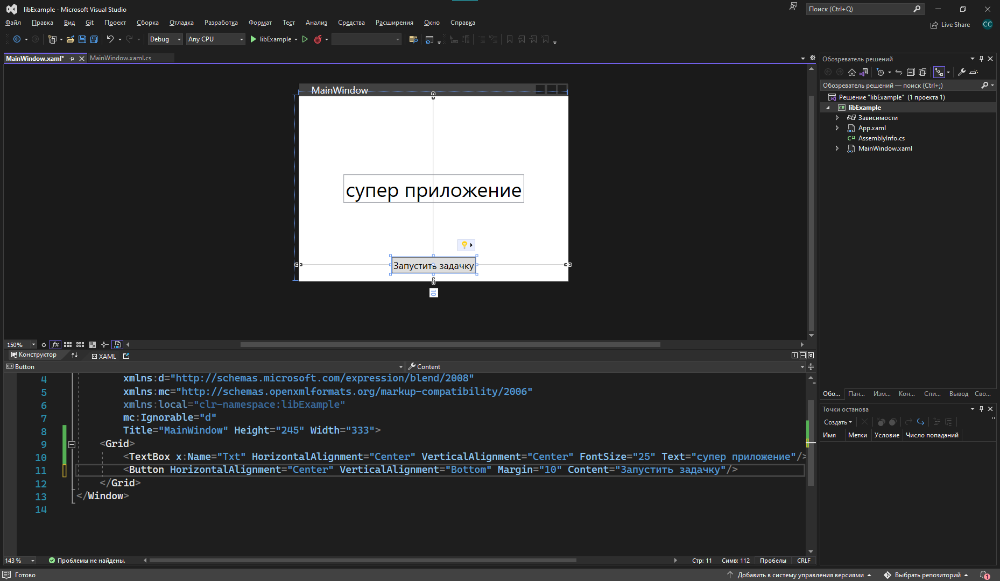 libExample - Microsoft Visual Studio
Поиск (Ctrl+Q)
Файл Правка Вид Git Проект Сборка Отладка Разработка Формат Тест Анализ Средства Расширения Окно Справка
Live Share
CC
Debug Any CPU libExample
MainWindow.xaml* MainWindow.xaml.cs
MainWindow
супер приложение
Запустить задачку
10
150%
Конструктор XAML
Button Content
4 xmlns:d="http://schemas.microsoft.com/expression/blend/2008"
5 xmlns:mc="http://schemas.openxmlformats.org/markup-compatibility/2006"
6 xmlns:local="clr-namespace:libExample"
7 mc:Ignorable="d"
8 Title="MainWindow" Height="245" Width="333">
9 <Grid>
10 <TextBox x:Name="Txt" HorizontalAlignment="Center" VerticalAlignment="Center" FontSize="25" Text="супер приложение"/>
11 <Button HorizontalAlignment="Center" VerticalAlignment="Bottom" Margin="10" Content="Запустить задачку"/>
12 </Grid>
13 </Window>
14
143 % Проблемы не найдены. Стр: 11 Симв: 112 Пробелы CRLF
Обозреватель решений
Обозреватель решений — поиск (Ctrl+;)
Решение "libExample" (1 проекта 1)
C# libExample
Зависимости
App.xaml
C# AssemblyInfo.cs
MainWindow.xaml
Обо... Пан... Изм... Кон... Спи... Вывод Сво...
Точки останова
Создать
Имя Метки Условие Число попаданий
Готово Добавить в систему управления версиями Выбрать репозиторий 1